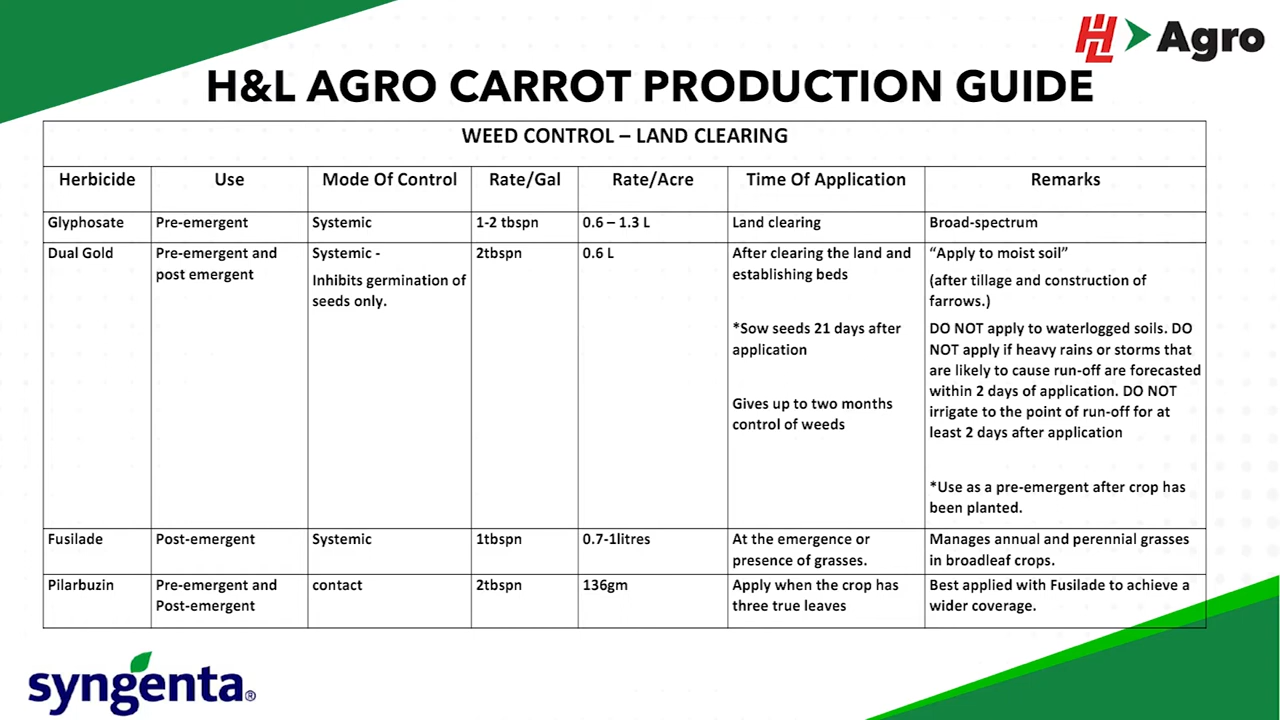 HL Agro
H&L AGRO CARROT PRODUCTION GUIDE
WEED CONTROL – LAND CLEARING
Herbicide Use Mode Of Control Rate/Gal Rate/Acre Time Of Application Remarks
Glyphosate Pre-emergent Systemic 1-2 tbspn 0.6 – 1.3 L Land clearing Broad-spectrum
Dual Gold
Pre-emergent and
post emergent
Systemic -
Inhibits germination of
seeds only.
2tbspn
0.6 L
After clearing the land and
establishing beds
*Sow seeds 21 days after
application
Gives up to two months
control of weeds
“Apply to moist soil”
(after tillage and construction of
farrows.)
DO NOT apply to waterlogged soils. DO
NOT apply if heavy rains or storms that
are likely to cause run-off are forecasted
within 2 days of application. DO NOT
irrigate to the point of run-off for at
least 2 days after application
*Use as a pre-emergent after crop has
been planted.
Fusilade
Post-emergent
Systemic
1tbspn
0.7-1litres
At the emergence or
presence of grasses.
Manages annual and perennial grasses
in broadleaf crops.
Pilarbuzin
Pre-emergent and
Post-emergent
contact
2tbspn
136gm
Apply when the crop has
three true leaves
Best applied with Fusilade to achieve a
wider coverage.
syngenta®